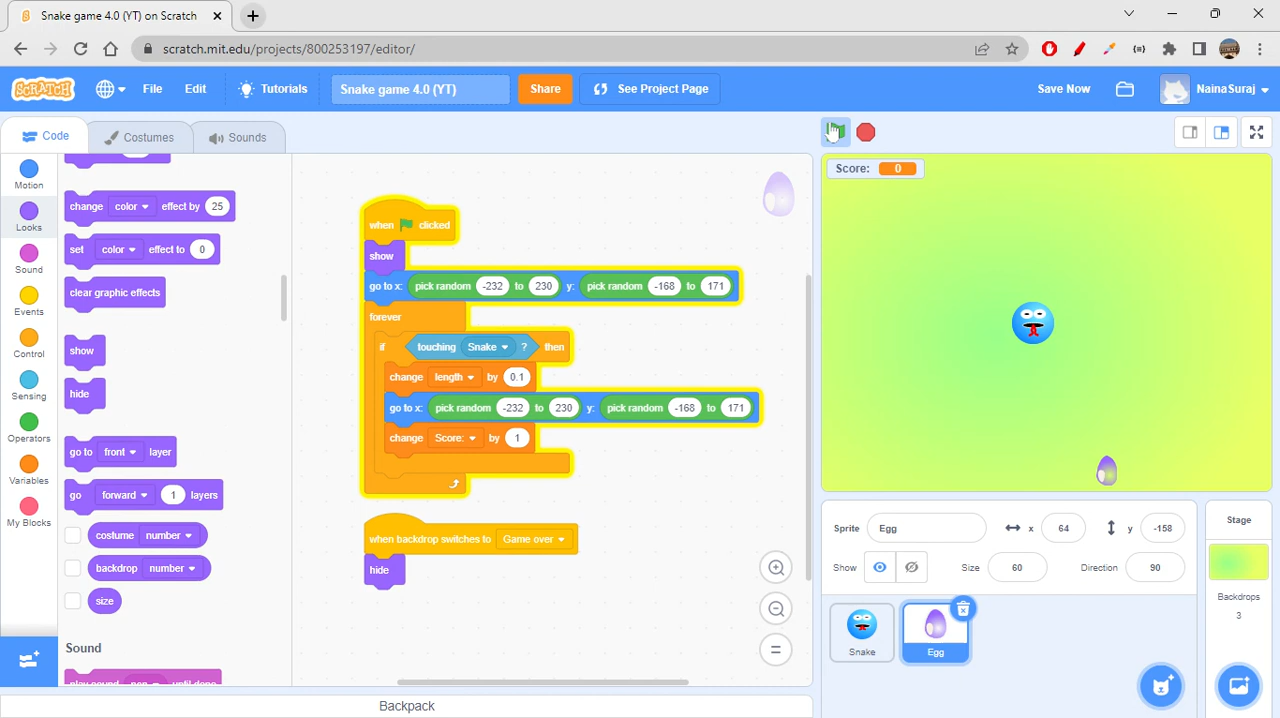 Snake game 4.0 (YT) on Scratch
scratch.mit.edu/projects/800253197/editor/
SCRATCH File Edit Tutorials Snake game 4.0 (YT) Share See Project Page Save Now NainaSuraj
Code Costumes Sounds
Motion
Looks
Sound
Events
Control
Sensing
Operators
Variables
My Blocks
change color effect by 25
set color effect to 0
clear graphic effects
show
hide
go to front layer
go forward 1 layers
costume number
backdrop number
size
Sound
when clicked
show
go to x: pick random -232 to 230 y: pick random -168 to 171
forever
if touching Snake ? then
change length by 0.1
go to x: pick random -232 to 230 y: pick random -168 to 171
change Score: by 1
when backdrop switches to Game over
hide
Backpack
Score: 0
Sprite Egg x 64 y -158
Show Size 60 Direction 90
Snake
Egg
Stage
Backdrops
3